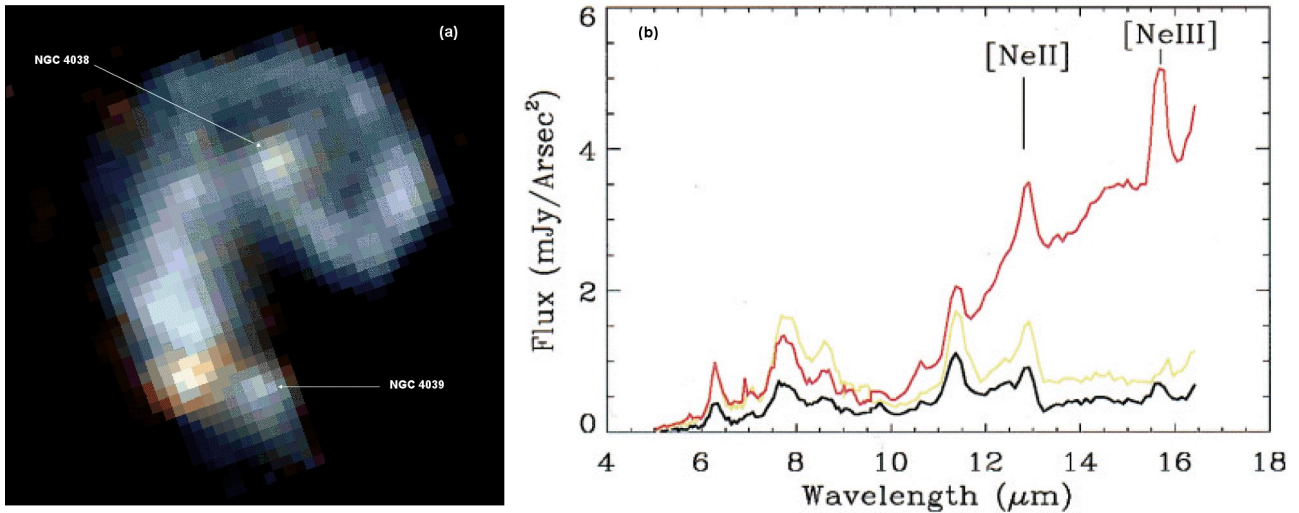 (a)
NGC 4038
NGC 4039
(b)
[NeII]
[NeIII]
Flux (mJy/Arsec²)
6
4
2
0
4 6 8 10 12 14 16 18
Wavelength (μm)